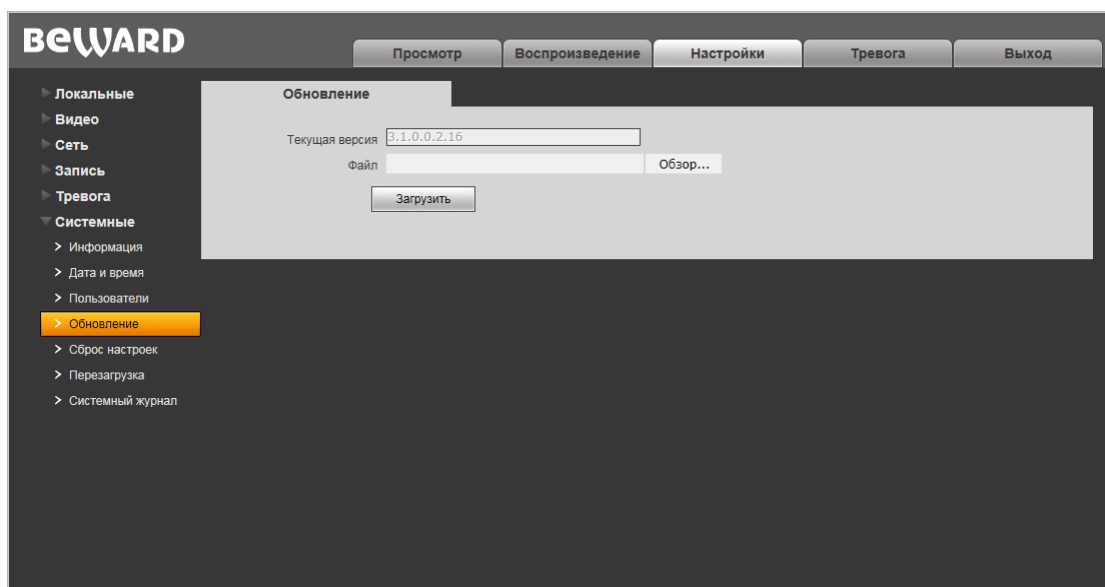 BEWARD
Просмотр Воспроизведение Настройки Тревога Выход
Локальные
Видео
Сеть
Запись
Тревога
Системные
Информация
Дата и время
Пользователи
Обновление
Сброс настроек
Перезагрузка
Системный журнал
Обновление
Текущая версия 3.1.0.0.2.16
Файл Обзор...
Загрузить